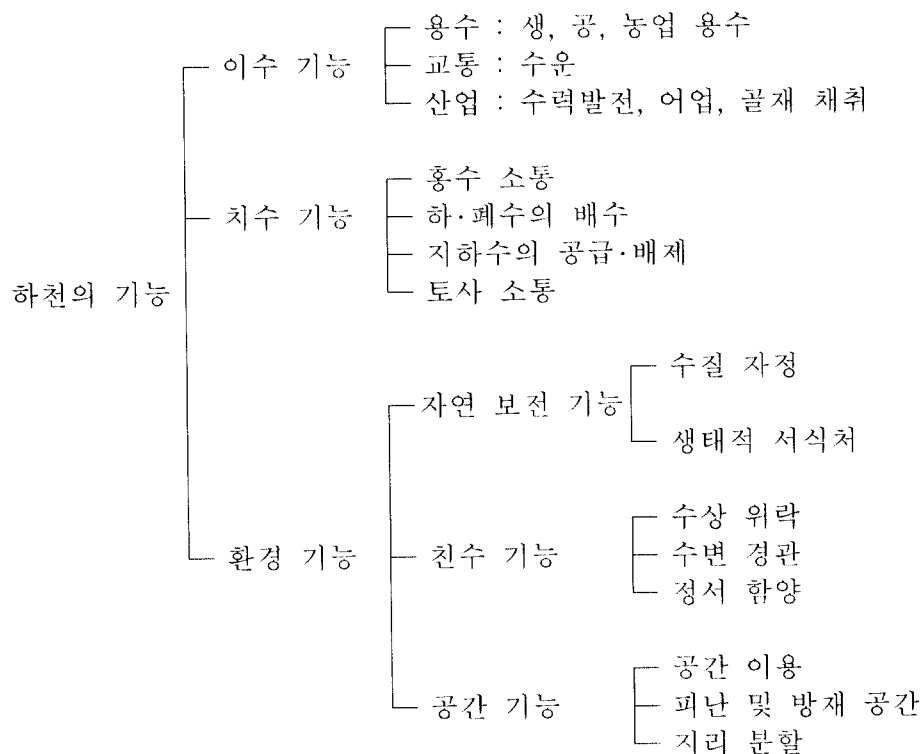 용수 : 생, 공, 농업 용수
이수 기능
교통 : 수운
산업 : 수력발전, 어업, 골재 채취
홍수 소통
치수 기능
하·폐수의 배수
지하수의 공급·배제
하천의 기능
토사 소통
수질 자정
자연 보전 기능
생태적 서식처
수상 위락
환경 기능
친수 기능
수변 경관
정서 함양
공간 이용
공간 기능
피난 및 방재 공간
지리 분할